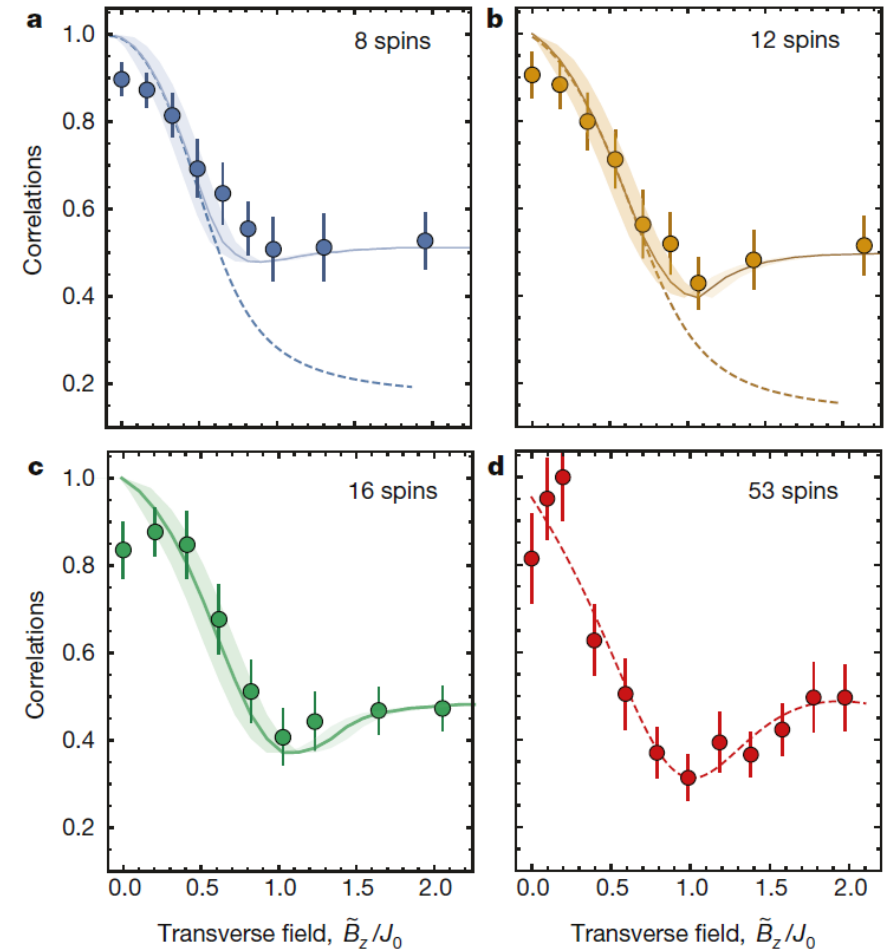 a
8 spins
b
12 spins
1.0
0.8
0.6
0.4
0.2
Correlations
c
16 spins
d
53 spins
1.0
0.8
0.6
0.4
0.2
Correlations
0.0 0.5 1.0 1.5 2.0
0.0 0.5 1.0 1.5 2.0
Transverse field, B̃z/J0
Transverse field, B̃z/J0